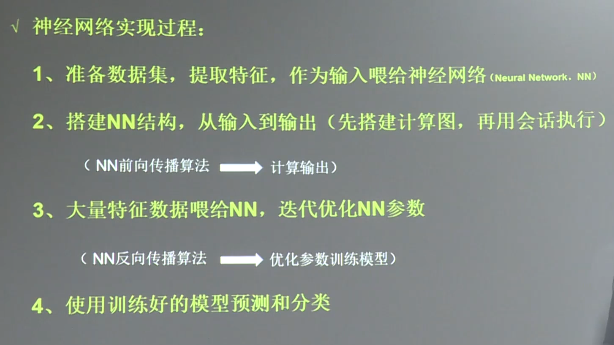 √ 神经网络实现过程：
1、准备数据集，提取特征，作为输入喂给神经网络（Neural Network，NN）
2、搭建NN结构，从输入到输出（先搭建计算图，再用会话执行）
（ NN前向传播算法 → 计算输出）
3、大量特征数据喂给NN，迭代优化NN参数
（ NN反向传播算法 → 优化参数训练模型）
4、使用训练好的模型预测和分类